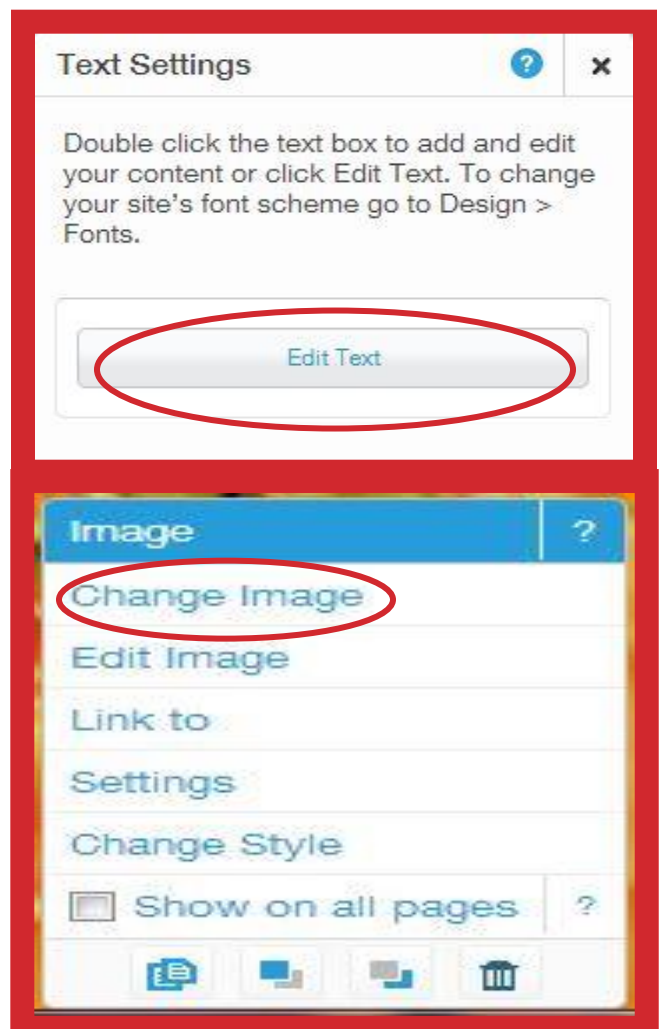 Text Settings ? ×
Double click the text box to add and edit
your content or click Edit Text. To change
your site's font scheme go to Design >
Fonts.
Edit Text
Image ?
Change Image
Edit Image
Link to
Settings
Change Style
Show on all pages ?